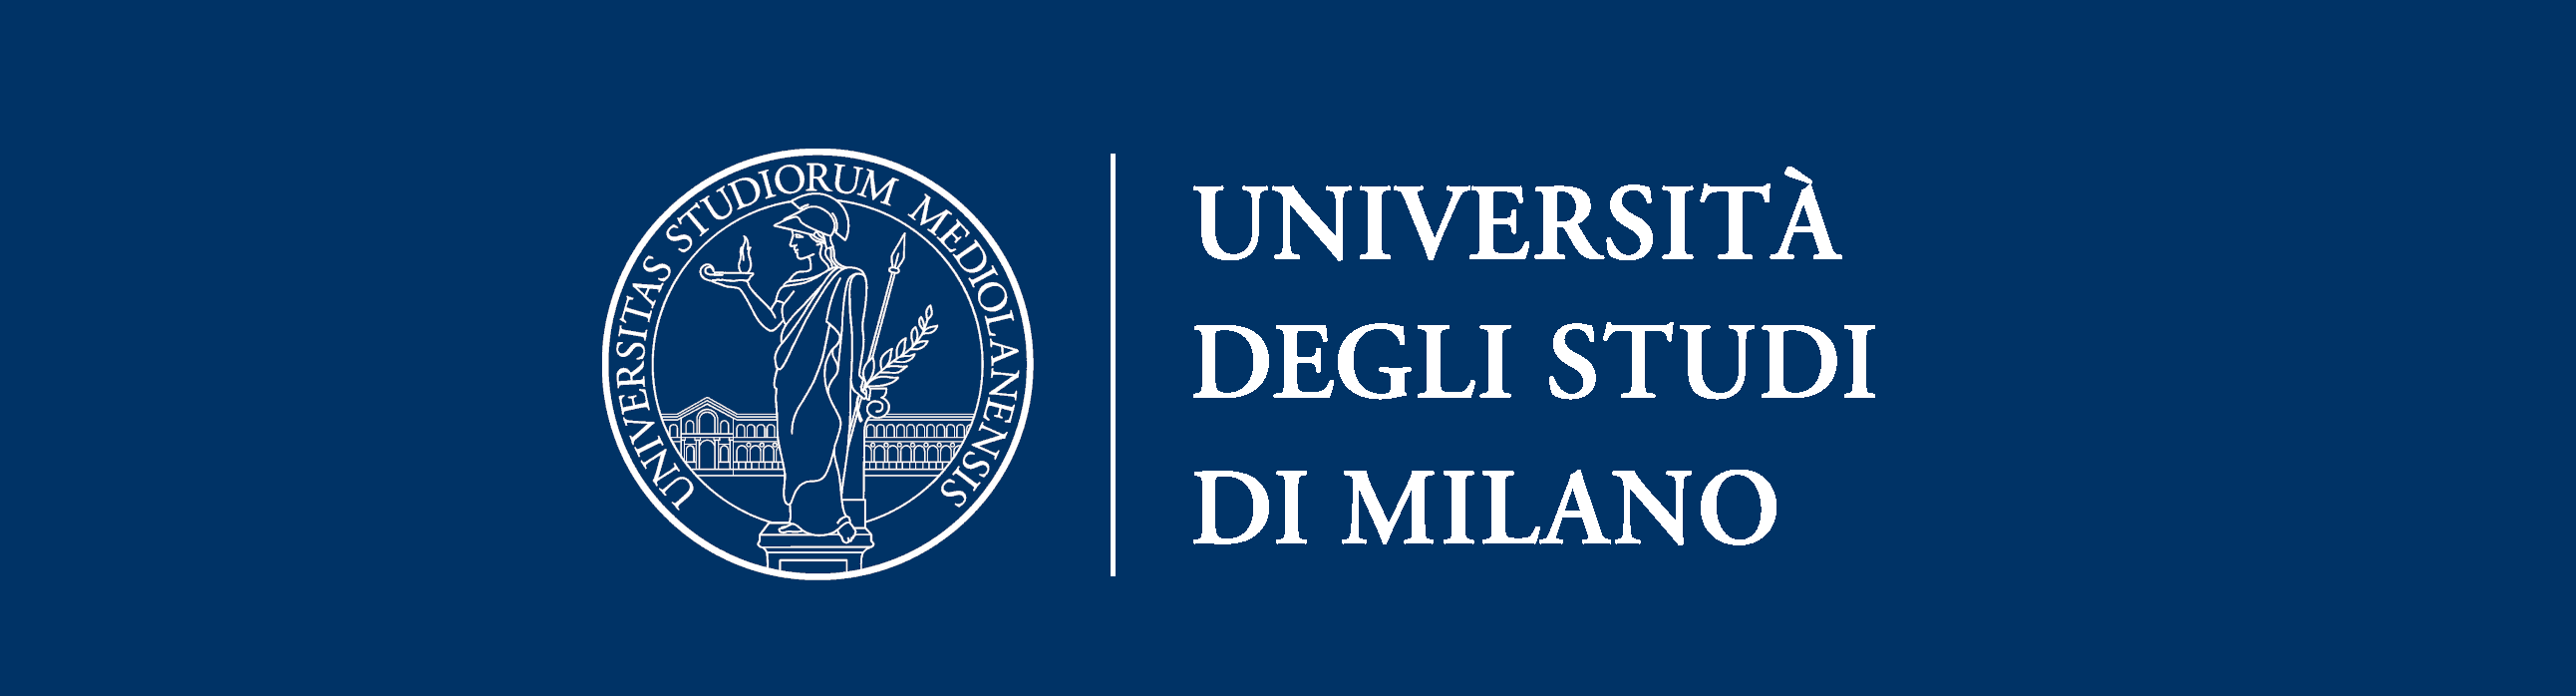 UNIVERSITAS STUDIORUM MEDIOLANENSIS
UNIVERSITÀ
DEGLI STUDI
DI MILANO